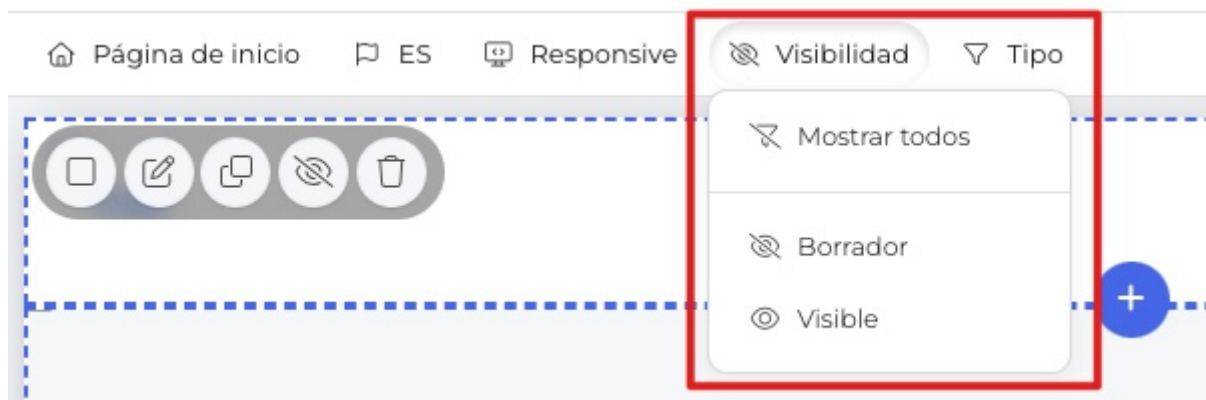 Página de inicio ES Responsive Visibilidad Tipo
Mostrar todos
Borrador
Visible